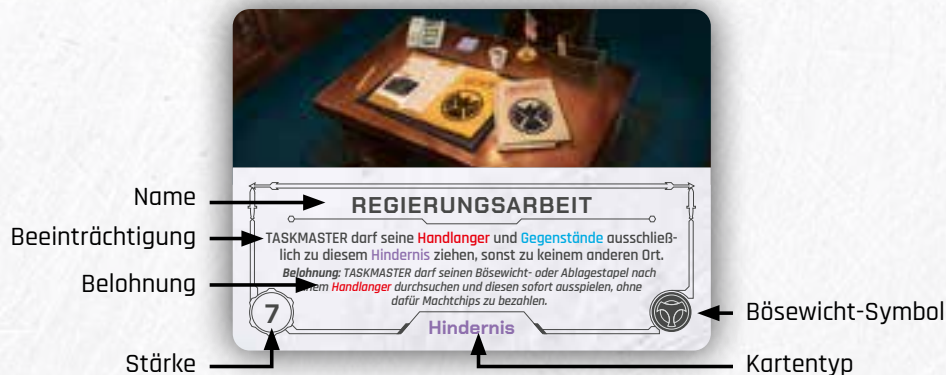 Name
REGIERUNGSARBEIT
Beeinträchtigung
TASKMASTER darf seine Handlanger und Gegenstände ausschließ-
lich zu diesem Hindernis ziehen, sonst zu keinem anderen Ort.
Belohnung
Belohnung: TASKMASTER darf seinen Bösewicht- oder Ablagestapel nach
Handlanger durchsuchen und diesen sofort ausspielen, ohne
dafür Machtchips zu bezahlen.
7
Hindernis
Bösewicht-Symbol
Stärke
Kartentyp